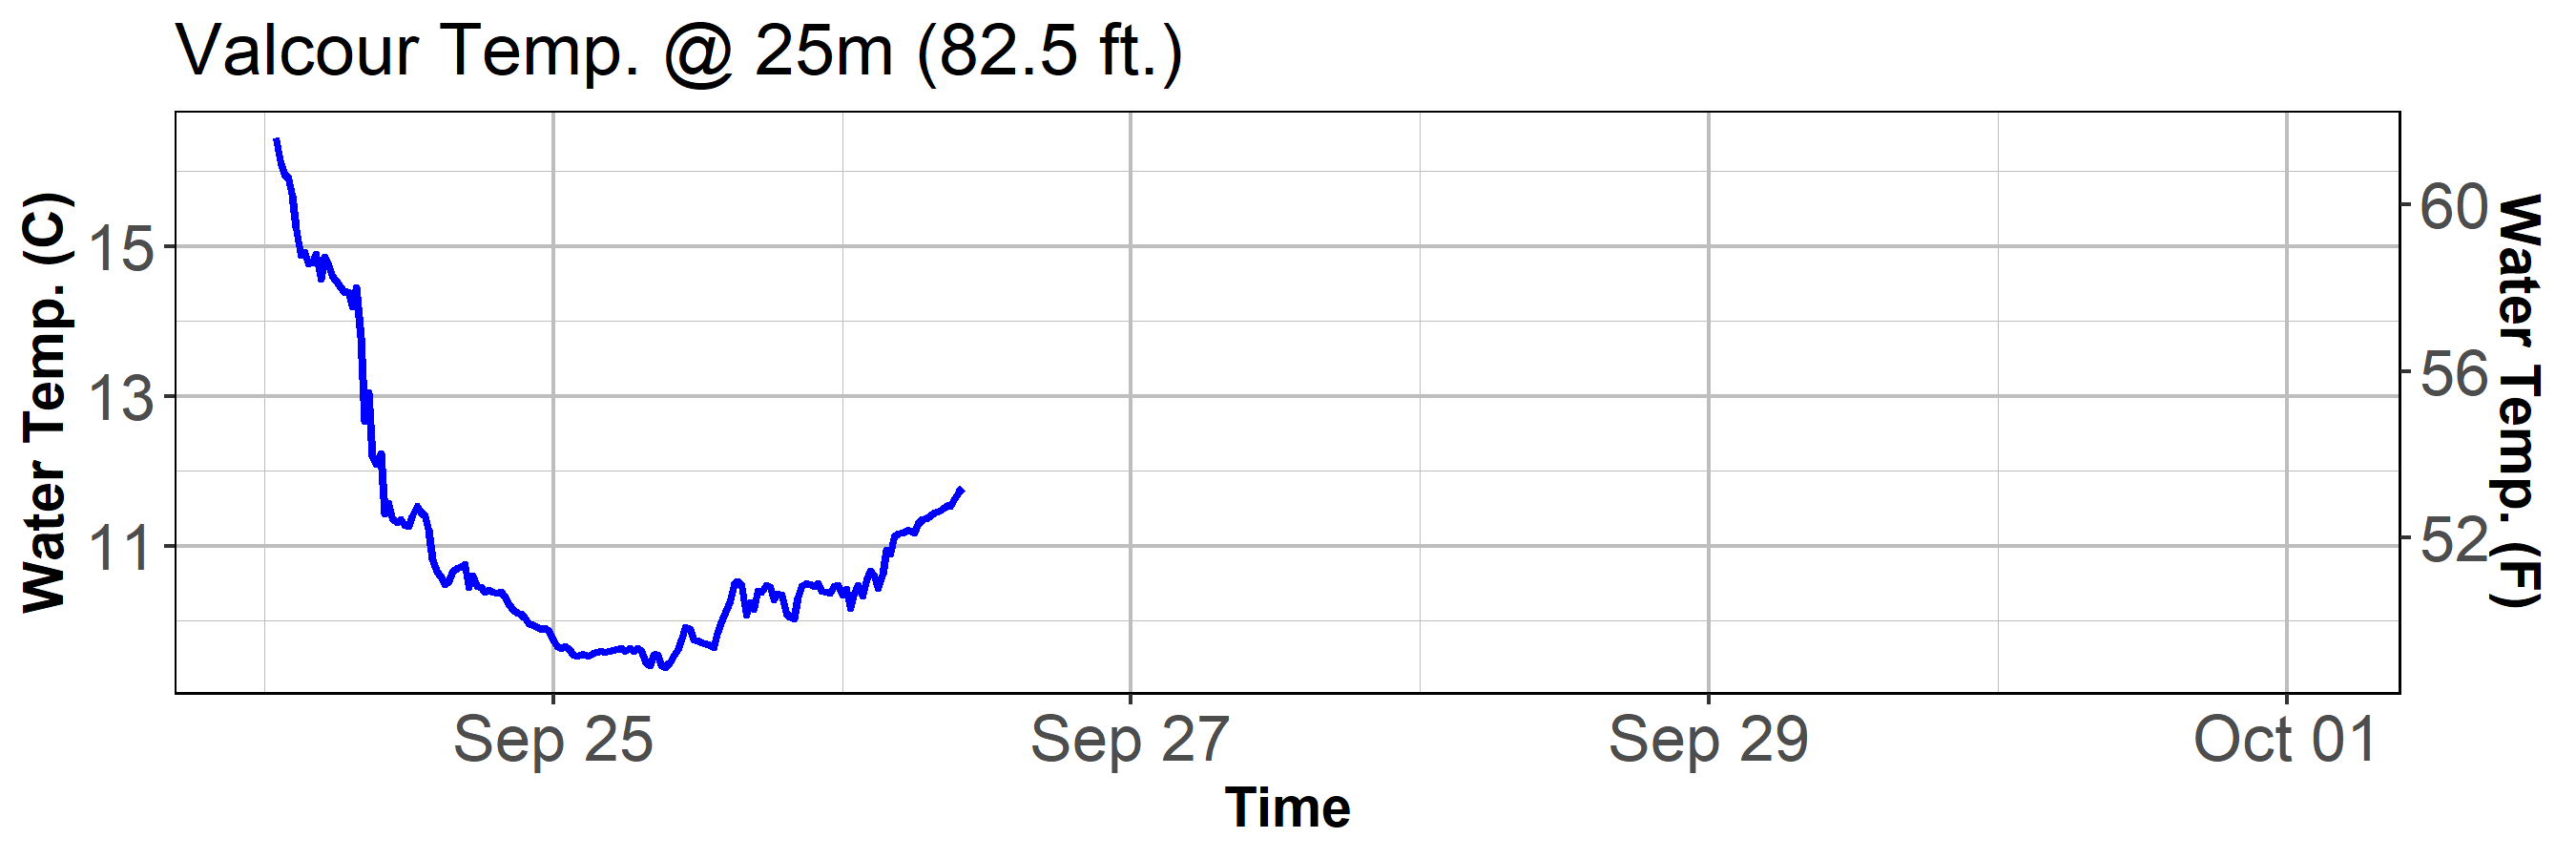 Valcour Temp. @ 25m (82.5 ft.)
Water Temp. (C)
15
13
11
60
56
52
Water Temp. (F)
Sep 25
Sep 27
Sep 29
Oct 01
Time